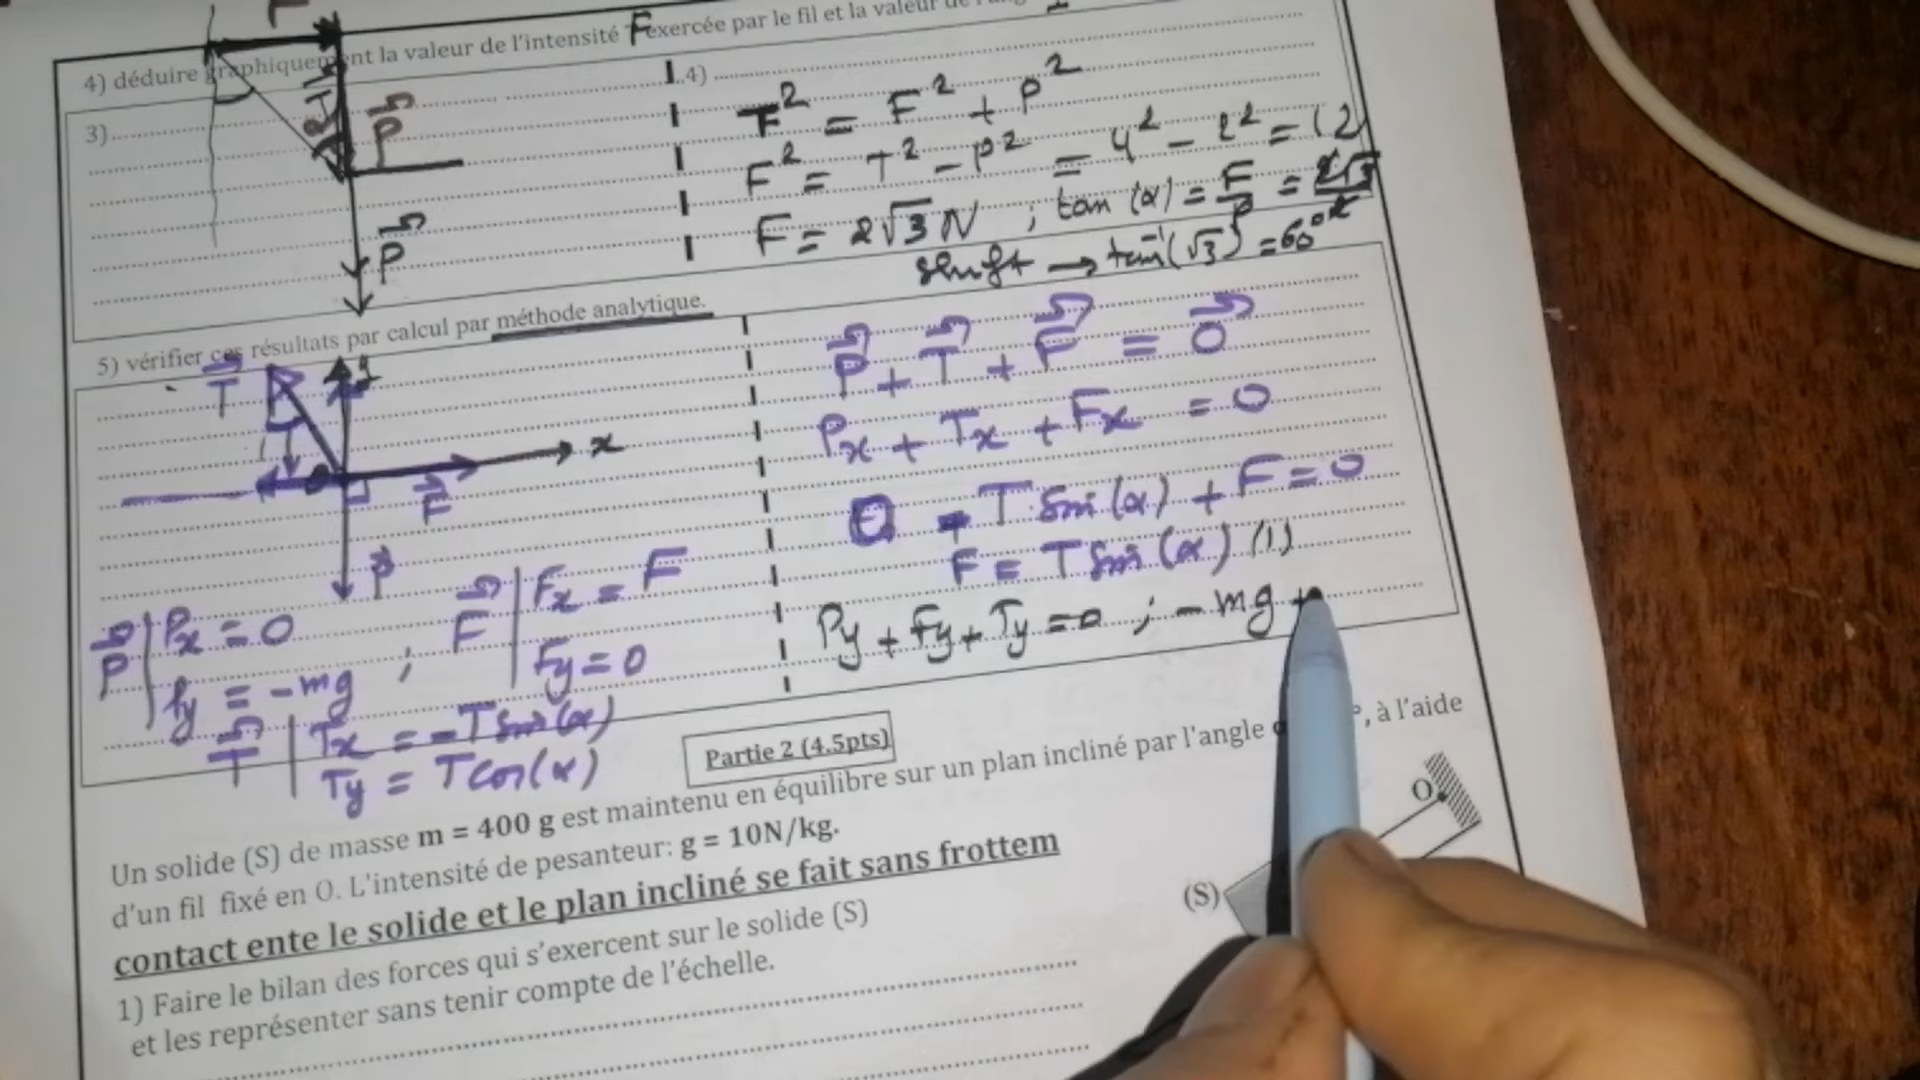 F
4) déduire graphiquement la valeur de l'intensité F exercée par le fil et la valeur de
3)
P
P
4)
T² = F² + P²
F² = T² - P² = 4² - 2² = 12
F = 2√3 N ; tan (α) = F/P = 2√3/2
shift → tan⁻¹(√3) = 60°
5) vérifier ces résultats par calcul par méthode analytique.
T
y
x
F
P
P | Px = 0 ; F | Fx = F
Py = -mg
Fy = 0
T | Tx = -T sin(α)
Ty = T cos(α)
P + T + F = 0
Px + Tx + Fx = 0
0 - T sin(α) + F = 0
F = T sin(α) (1)
Py + Fy + Ty = 0 ; - mg +
Partie 2 (4.5pts)
Un solide (S) de masse m = 400 g est maintenu en équilibre sur un plan incliné par l'angle °, à l'aide
d'un fil fixé en O. L'intensité de pesanteur: g = 10N/kg.
contact ente le solide et le plan incliné se fait sans frottem
1) Faire le bilan des forces qui s'exercent sur le solide (S)
et les représenter sans tenir compte de l'échelle.
O
(S)